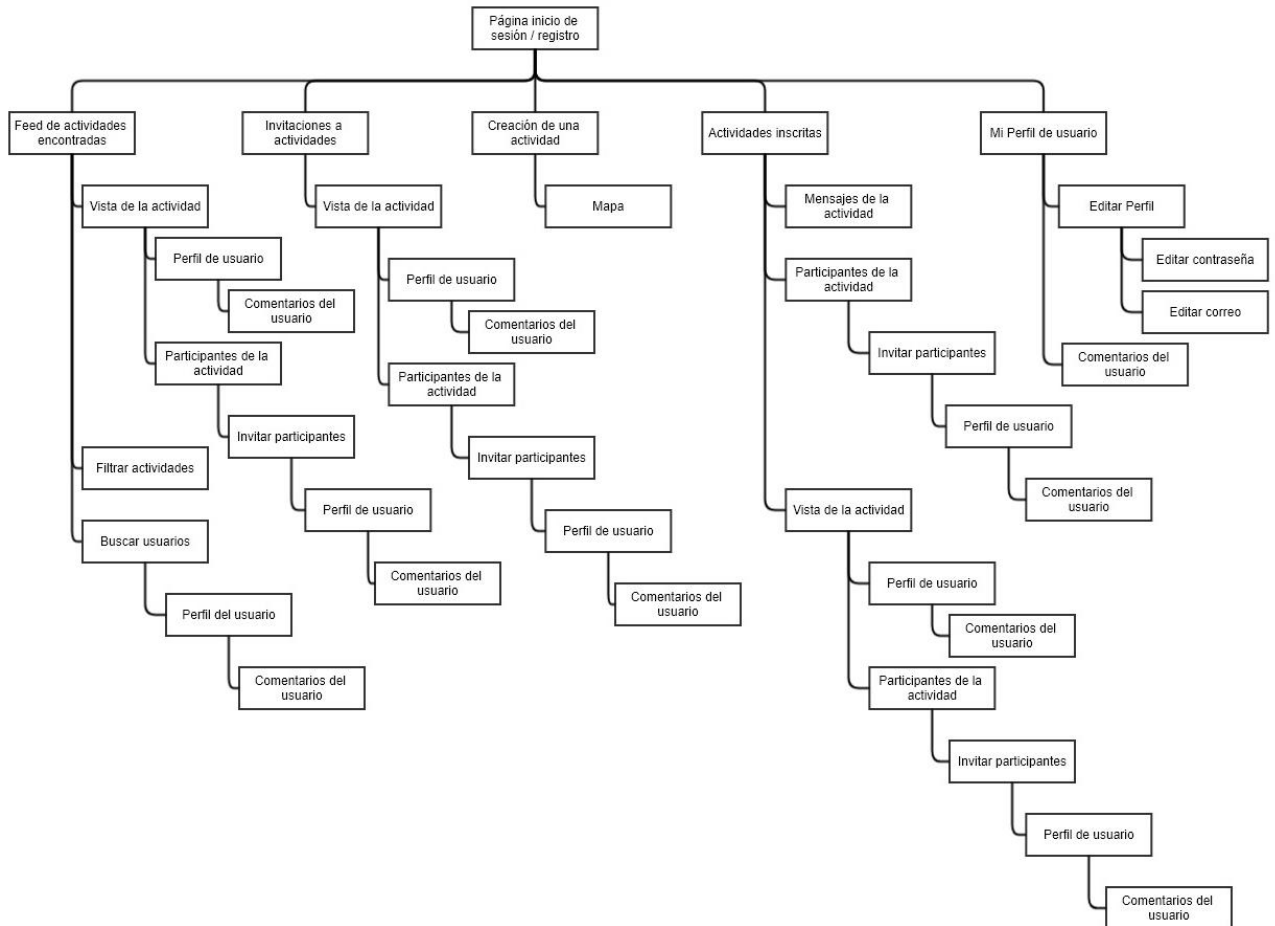 Página inicio de
sesión / registro
Feed de actividades
encontradas
Vista de la actividad
Perfil de usuario
Comentarios del
usuario
Participantes de la
actividad
Invitar participantes
Perfil de usuario
Comentarios del
usuario
Filtrar actividades
Buscar usuarios
Perfil del usuario
Comentarios del
usuario
Invitaciones a
actividades
Vista de la actividad
Perfil de usuario
Comentarios del
usuario
Participantes de la
actividad
Invitar participantes
Perfil de usuario
Comentarios del
usuario
Creación de una
actividad
Mapa
Actividades inscritas
Mensajes de la
actividad
Participantes de la
actividad
Invitar participantes
Perfil de usuario
Comentarios del
usuario
Vista de la actividad
Perfil de usuario
Comentarios del
usuario
Participantes de la
actividad
Invitar participantes
Perfil de usuario
Comentarios del
usuario
Mi Perfil de usuario
Editar Perfil
Editar contraseña
Editar correo
Comentarios del
usuario